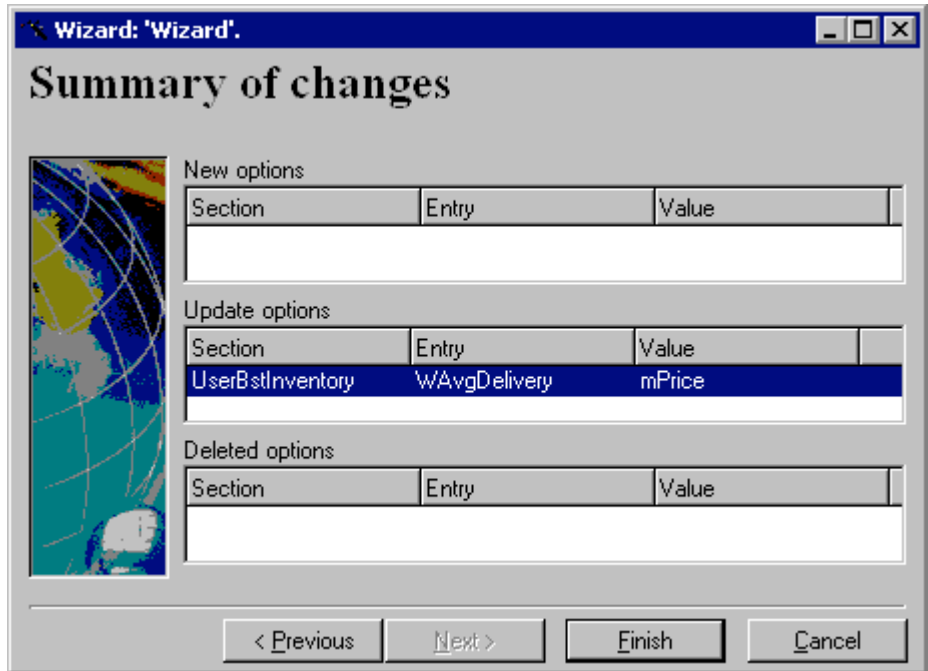 Wizard: 'Wizard'.
Summary of changes
New options
Section Entry Value
Update options
Section Entry Value
UserBstInventory WAvgDelivery mPrice
Deleted options
Section Entry Value
< Previous Next > Finish Cancel